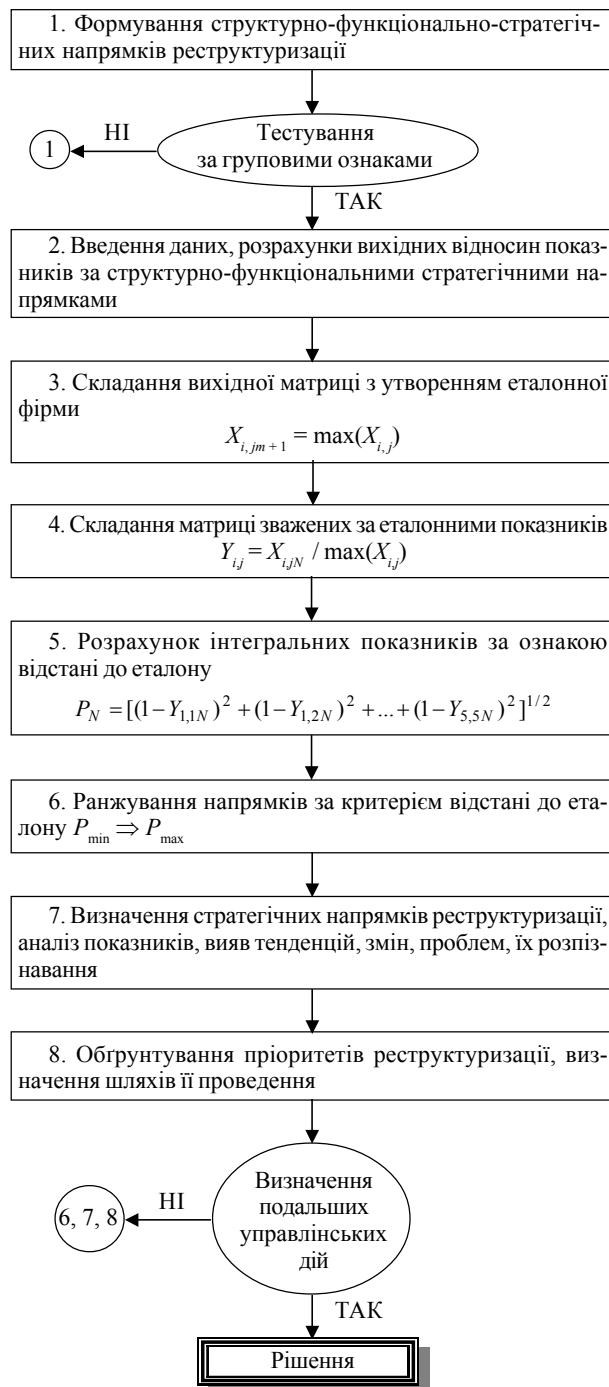 1. Формування структурно-функціонально-стратегіч-
них напрямків реструктуризації
Тестування
за груповими ознаками
НІ
1
ТАК
2. Введення даних, розрахунки вихідних відносин показ-
ників за структурно-функціональними стратегічними на-
прямками
3. Складання вихідної матриці з утворенням еталонної
фірми
X_{i, jm + 1} = max(X_{i, j})
4. Складання матриці зважених за еталонними показників
Y_{i,j} = X_{i,jN} / max(X_{i,j})
5. Розрахунок інтегральних показників за ознакою
відстані до еталону
P_N = [(1 − Y_{1,1N})^2 + (1 − Y_{1,2N})^2 + ... + (1 − Y_{5,5N})^2]^{1/2}
6. Ранжування напрямків за критерієм відстані до ета-
лону P_{min} ⇒ P_{max}
7. Визначення стратегічних напрямків реструктуризації,
аналіз показників, вияв тенденцій, змін, проблем, їх розпіз-
навання
8. Обґрунтування пріоритетів реструктуризації, виз-
начення шляхів її проведення
Визначення
подальших
управлінських
дій
НІ
6, 7, 8
ТАК
Рішення